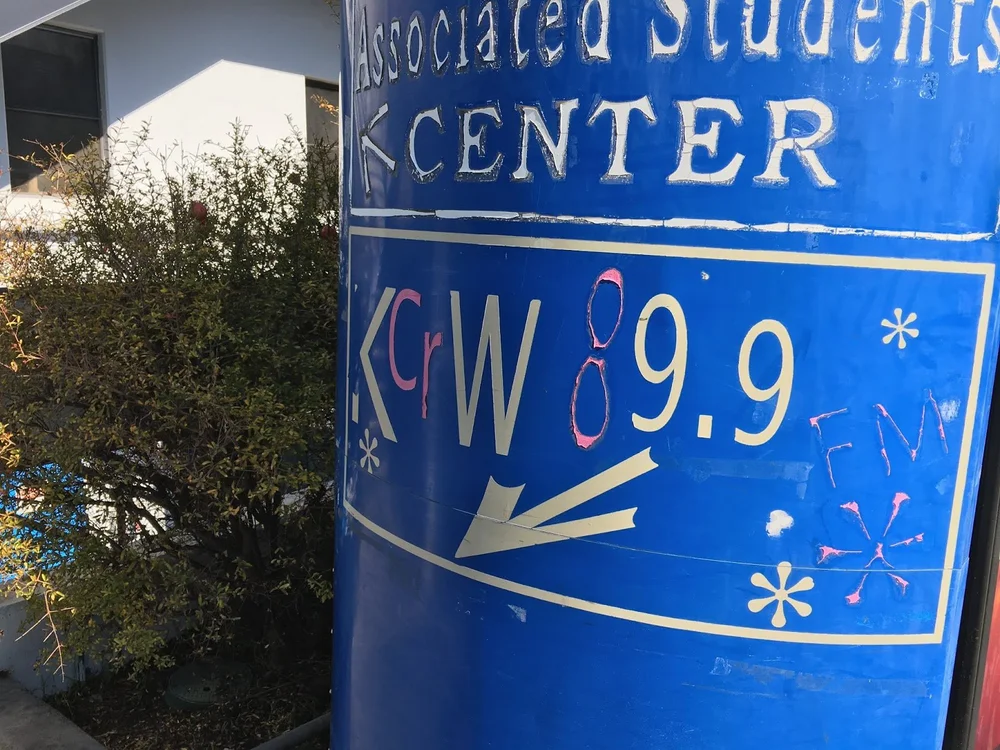 Associated Students
CENTER
KCrW 89.9
FM